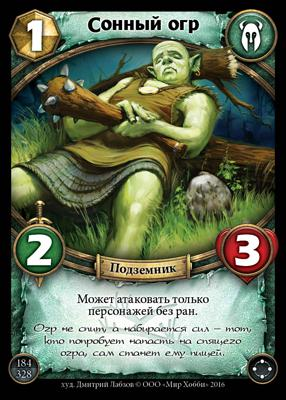 1
Сонный огр
2
3
Подземник
Может атаковать только
персонажей без ран.
Огр не спит, а набирается сил – тот,
кто попробует напасть на спящего
огра, сам станет ему пищей.
184
328
худ. Дмитрий Лабзов © ООО «Мир Хобби» 2016